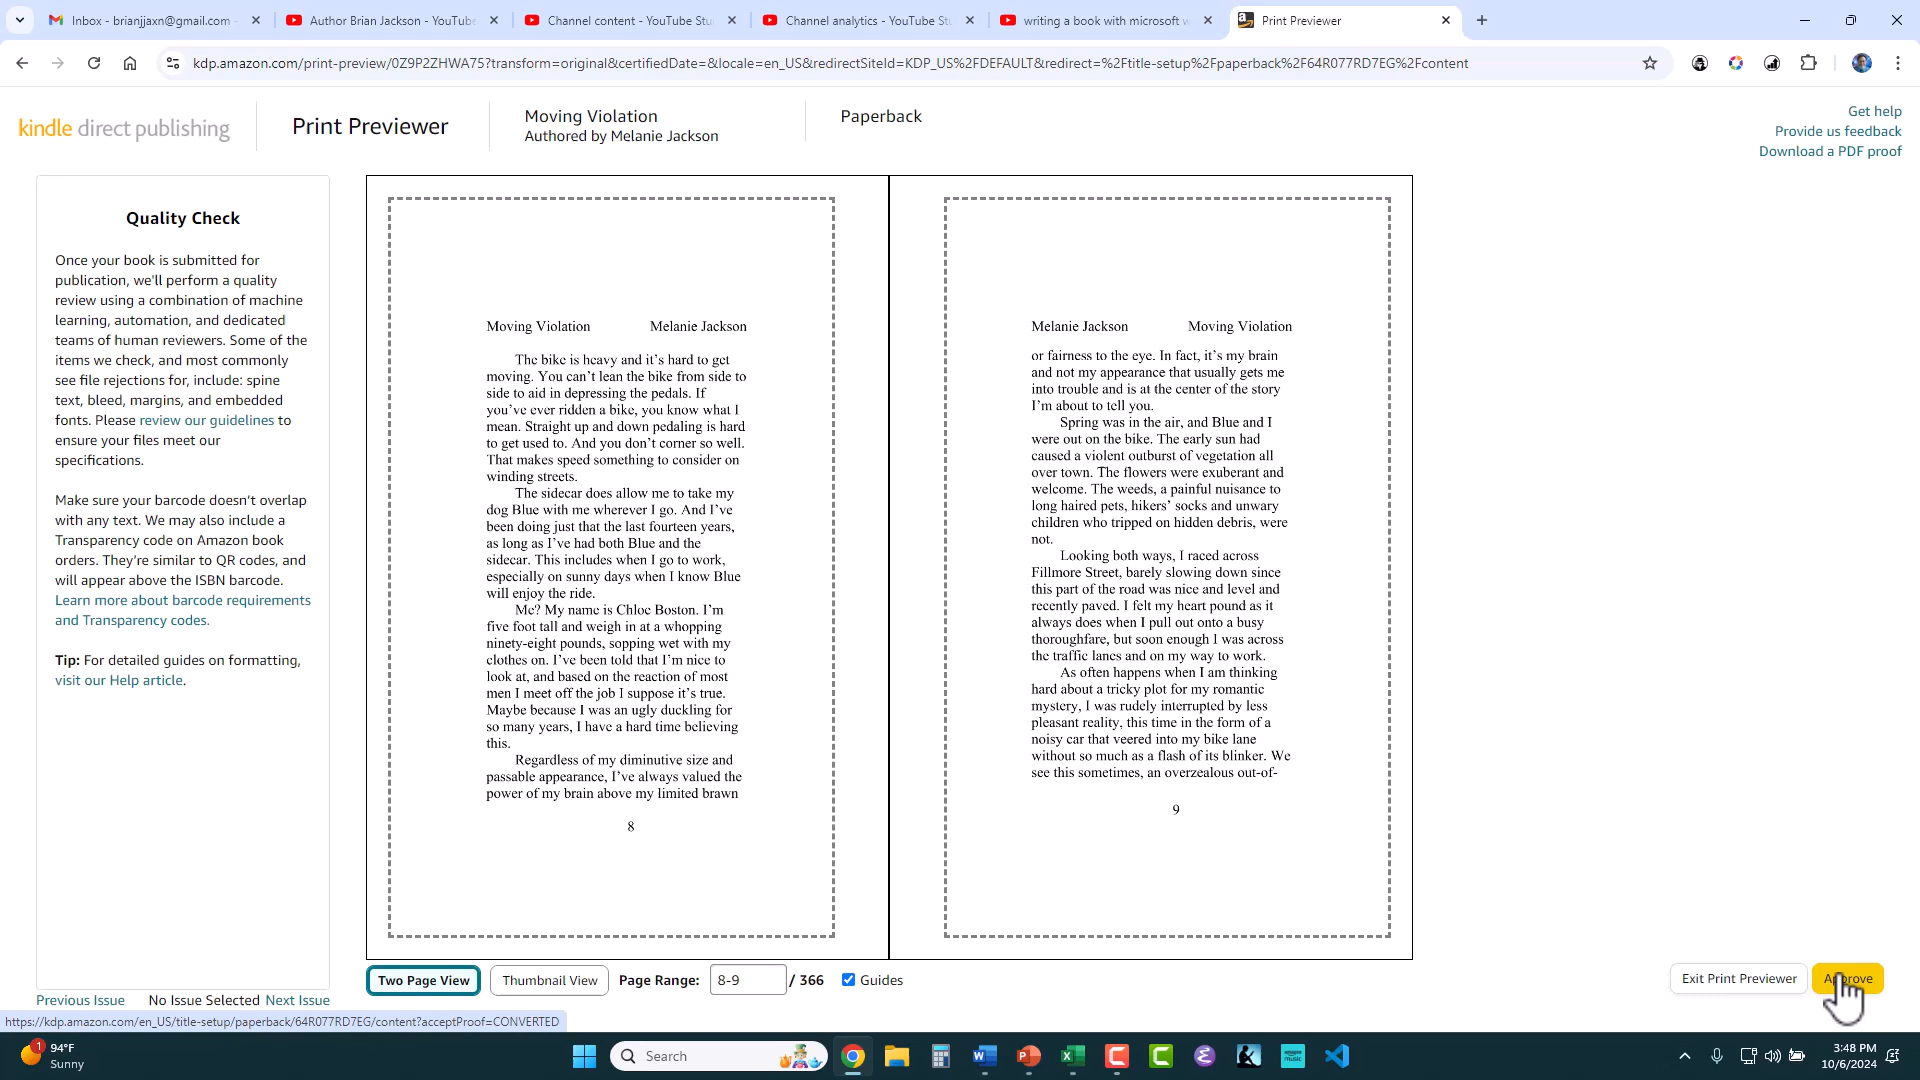 Inbox - brianjjaxn@gmail.com -
Author Brian Jackson - YouTube
Channel content - YouTube Stu
Channel analytics - YouTube St
writing a book with microsoft w
Print Previewer
kdp.amazon.com/print-preview/0Z9P2ZHWA75?transform=original&certifiedDate=&locale=en_US&redirectSiteId=KDP_US%2FDEFAULT&redirect=%2Ftitle-setup%2Fpaperback%2F64R077RD7EG%2Fcontent
kindle direct publishing
Print Previewer
Moving Violation
Authored by Melanie Jackson
Paperback
Get help
Provide us feedback
Download a PDF proof
Quality Check
Once your book is submitted for
publication, we'll perform a quality
review using a combination of machine
learning, automation, and dedicated
teams of human reviewers. Some of the
items we check, and most commonly
see file rejections for, include: spine
text, bleed, margins, and embedded
fonts. Please review our guidelines to
ensure your files meet our
specifications.
Make sure your barcode doesn't overlap
with any text. We may also include a
Transparency code on Amazon book
orders. They're similar to QR codes, and
will appear above the ISBN barcode.
Learn more about barcode requirements
and Transparency codes.
Tip: For detailed guides on formatting,
visit our Help article.
Previous Issue No Issue Selected Next Issue
Moving Violation Melanie Jackson
The bike is heavy and it's hard to get
moving. You can't lean the bike from side to
side to aid in depressing the pedals. If
you've ever ridden a bike, you know what I
mean. Straight up and down pedaling is hard
to get used to. And you don't corner so well.
That makes speed something to consider on
winding streets.
The sidecar does allow me to take my
dog Blue with me wherever I go. And I've
been doing just that the last fourteen years,
as long as I've had both Blue and the
sidecar. This includes when I go to work,
especially on sunny days when I know Blue
will enjoy the ride.
Me? My name is Chloe Boston. I'm
five foot tall and weigh in at a whopping
ninety-eight pounds, sopping wet with my
clothes on. I've been told that I'm nice to
look at, and based on the reaction of most
men I meet off the job I suppose it's true.
Maybe because I was an ugly duckling for
so many years, I have a hard time believing
this.
Regardless of my diminutive size and
passable appearance, I've always valued the
power of my brain above my limited brawn
8
Melanie Jackson Moving Violation
or fairness to the eye. In fact, it's my brain
and not my appearance that usually gets me
into trouble and is at the center of the story
I'm about to tell you.
Spring was in the air, and Blue and I
were out on the bike. The early sun had
caused a violent outburst of vegetation all
over town. The flowers were exuberant and
welcome. The weeds, a painful nuisance to
long haired pets, hikers' socks and unwary
children who tripped on hidden debris, were
not.
Looking both ways, I raced across
Fillmore Street, barely slowing down since
this part of the road was nice and level and
recently paved. I felt my heart pound as it
always does when I pull out onto a busy
thoroughfare, but soon enough I was across
the traffic lanes and on my way to work.
As often happens when I am thinking
hard about a tricky plot for my romantic
mystery, I was rudely interrupted by less
pleasant reality, this time in the form of a
noisy car that veered into my bike lane
without so much as a flash of its blinker. We
see this sometimes, an overzealous out-of-
9
Two Page View Thumbnail View Page Range: 8-9 / 366 Guides
Exit Print Previewer Approve
https://kdp.amazon.com/en_US/title-setup/paperback/64R077RD7EG/content?acceptProof=CONVERTED
1
94°F
Sunny
Search
amazon
music
3:48 PM
10/6/2024